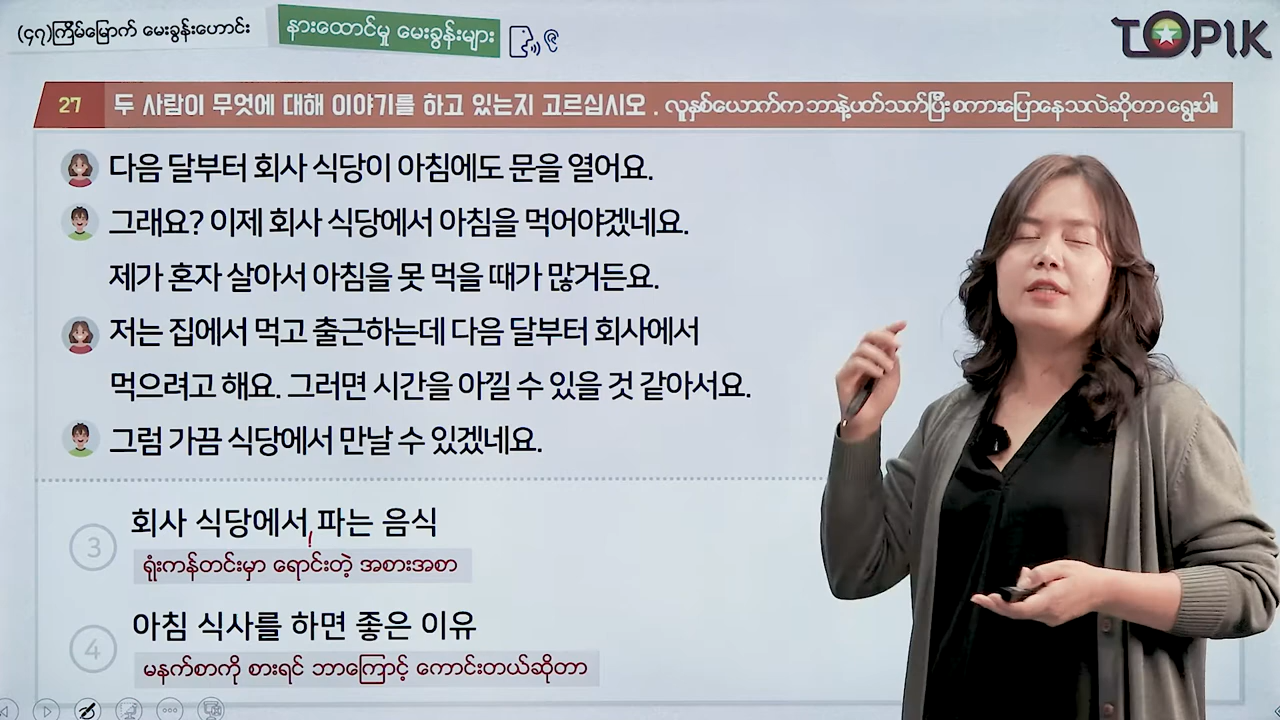 (၄၇)ကြိမ်မြောက် မေးခွန်းဟောင်း
နားထောင်မှု မေးခွန်းများ
TOPIK
27 두 사람이 무엇에 대해 이야기를 하고 있는지 고르십시오 . လူနှစ်ယောက်က ဘာနဲ့ပတ်သက်ပြီး စကားပြောနေသလဲဆိုတာ ရွေးပါ။
다음 달부터 회사 식당이 아침에도 문을 열어요.
그래요? 이제 회사 식당에서 아침을 먹어야겠네요.
제가 혼자 살아서 아침을 못 먹을 때가 많거든요.
저는 집에서 먹고 출근하는데 다음 달부터 회사에서
먹으려고 해요. 그러면 시간을 아낄 수 있을 것 같아서요.
그럼 가끔 식당에서 만날 수 있겠네요.
3 회사 식당에서 파는 음식
ရုံးကန်တင်းမှာ ရောင်းတဲ့ အစားအစာ
4 아침 식사를 하면 좋은 이유
မနက်စာကို စားရင် ဘာကြောင့် ကောင်းတယ်ဆိုတာ